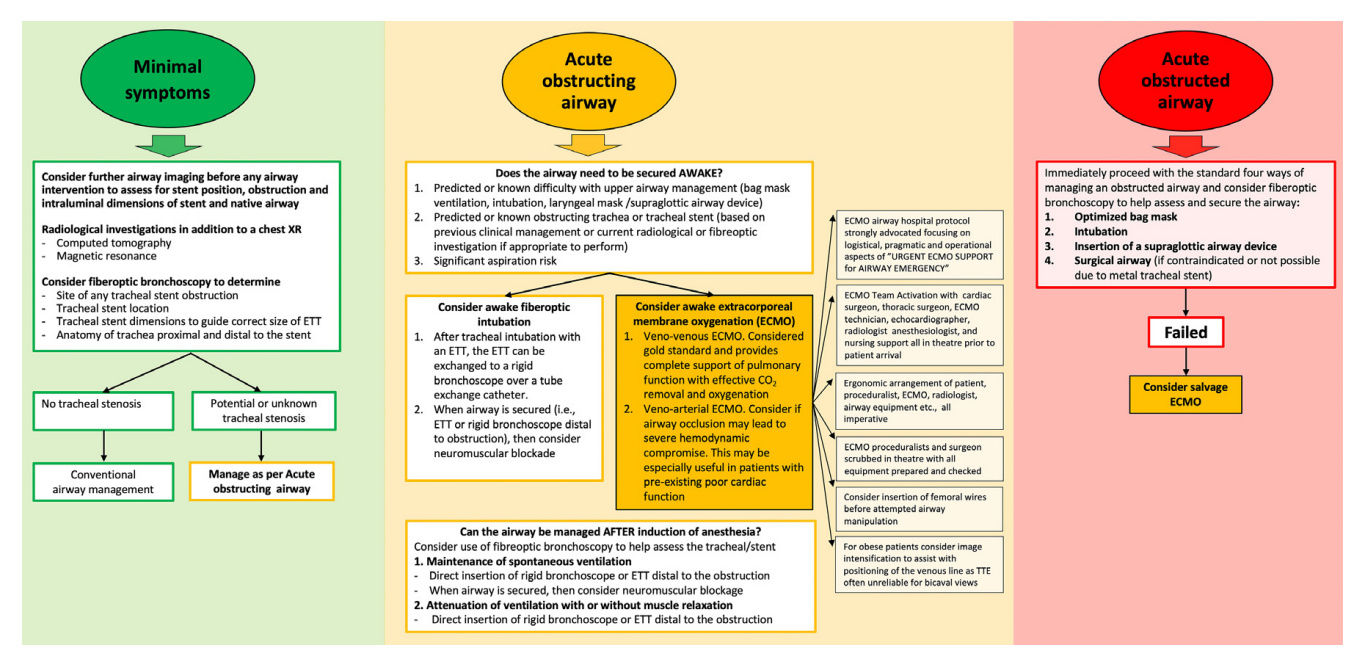 Minimal
symptoms
Consider further airway imaging before any airway
intervention to assess for stent position, obstruction and
intraluminal dimensions of stent and native airway
Radiological investigations in addition to a chest XR
- Computed tomography
- Magnetic resonance
Consider fiberoptic bronchoscopy to determine
- Site of any tracheal stent obstruction
- Tracheal stent location
- Tracheal stent dimensions to guide correct size of ETT
- Anatomy of trachea proximal and distal to the stent
No tracheal stenosis
Potential or unknown
tracheal stenosis
Conventional
airway management
Manage as per Acute
obstructing airway
Acute
obstructing
airway
Does the airway need to be secured AWAKE?
1. Predicted or known difficulty with upper airway management (bag mask
ventilation, intubation, laryngeal mask /supraglottic airway device)
2. Predicted or known obstructing trachea or tracheal stent (based on
previous clinical management or current radiological or fibreoptic
investigation if appropriate to perform)
3. Significant aspiration risk
Consider awake fiberoptic
intubation
1. After tracheal intubation with
an ETT, the ETT can be
exchanged to a rigid
bronchoscope over a tube
exchange catheter.
2. When airway is secured (i.e.,
ETT or rigid bronchoscope distal
to obstruction), then consider
neuromuscular blockade
Consider awake extracorporeal
membrane oxygenation (ECMO)
1. Veno-venous ECMO. Considered
gold standard and provides
complete support of pulmonary
function with effective CO₂
removal and oxygenation
2. Veno-arterial ECMO. Consider if
airway occlusion may lead to
severe hemodynamic
compromise. This may be
especially useful in patients with
pre-existing poor cardiac
function
Can the airway be managed AFTER induction of anesthesia?
Consider use of fibreoptic bronchoscopy to help assess the tracheal/stent
1. Maintenance of spontaneous ventilation
- Direct insertion of rigid bronchoscope or ETT distal to the obstruction
- When airway is secured, then consider neuromuscular blockage
2. Attenuation of ventilation with or without muscle relaxation
- Direct insertion of rigid bronchoscope or ETT distal to the obstruction
ECMO airway hospital protocol
strongly advocated focusing on
logistical, pragmatic and operational
aspects of "URGENT ECMO SUPPORT
for AIRWAY EMERGENCY"
ECMO Team Activation with cardiac
surgeon, thoracic surgeon, ECMO
technician, echocardiographer,
radiologist anesthesiologist, and
nursing support all in theatre prior to
patient arrival
Ergonomic arrangement of patient,
proceduralist, ECMO, radiologist,
airway equipment etc., all
imperative
ECMO proceduralists and surgeon
scrubbed in theatre with all
equipment prepared and checked
Consider insertion of femoral wires
before attempted airway
manipulation
For obese patients consider image
intensification to assist with
positioning of the venous line as TTE
often unreliable for bicaval views
Acute
obstructed
airway
Immediately proceed with the standard four ways of
managing an obstructed airway and consider fiberoptic
bronchoscopy to help assess and secure the airway:
1. Optimized bag mask
2. Intubation
3. Insertion of a supraglottic airway device
4. Surgical airway (if contraindicated or not possible
due to metal tracheal stent)
Failed
Consider salvage
ECMO